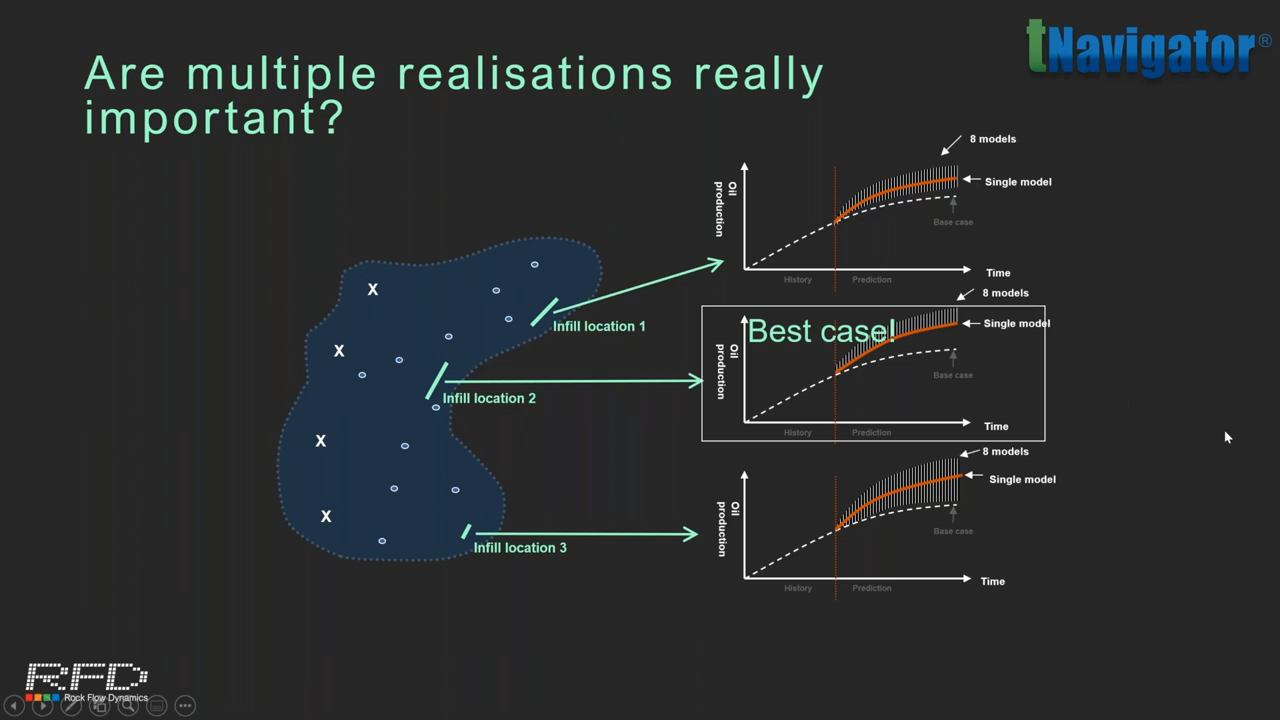 tNavigator®
Are multiple realisations really
important?
8 models
Single model
Oil
production
Base case
Time
History
Prediction
X
X
X
X
Infill location 1
Infill location 2
Infill location 3
8 models
Best case!
Single model
Oil
production
Base case
Time
History
Prediction
8 models
Single model
Oil
production
Base case
Time
History
Prediction
RFD
Rock Flow Dynamics